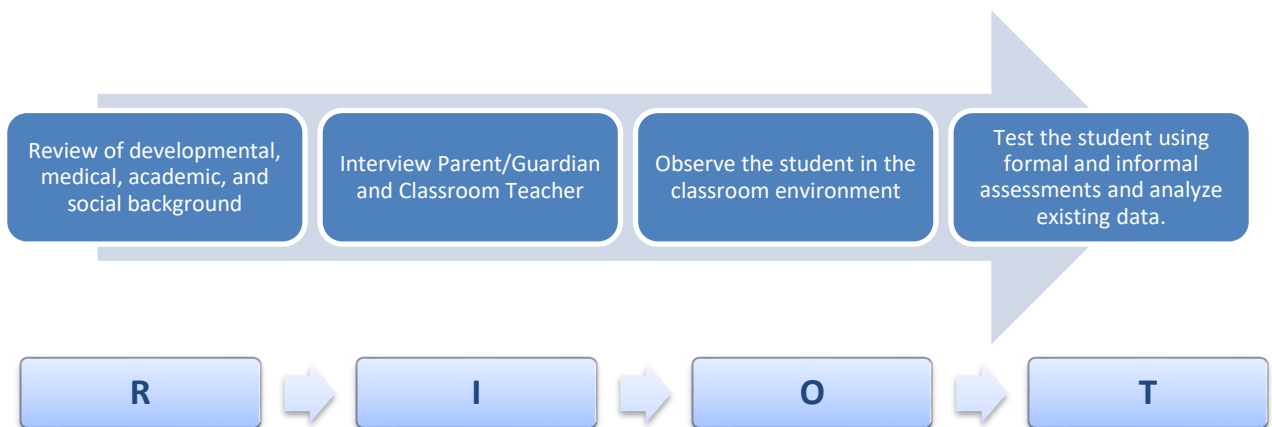 Review of developmental,
medical, academic, and
social background
Interview Parent/Guardian
and Classroom Teacher
Observe the student in the
classroom environment
Test the student using
formal and informal
assessments and analyze
existing data.
R
I
O
T